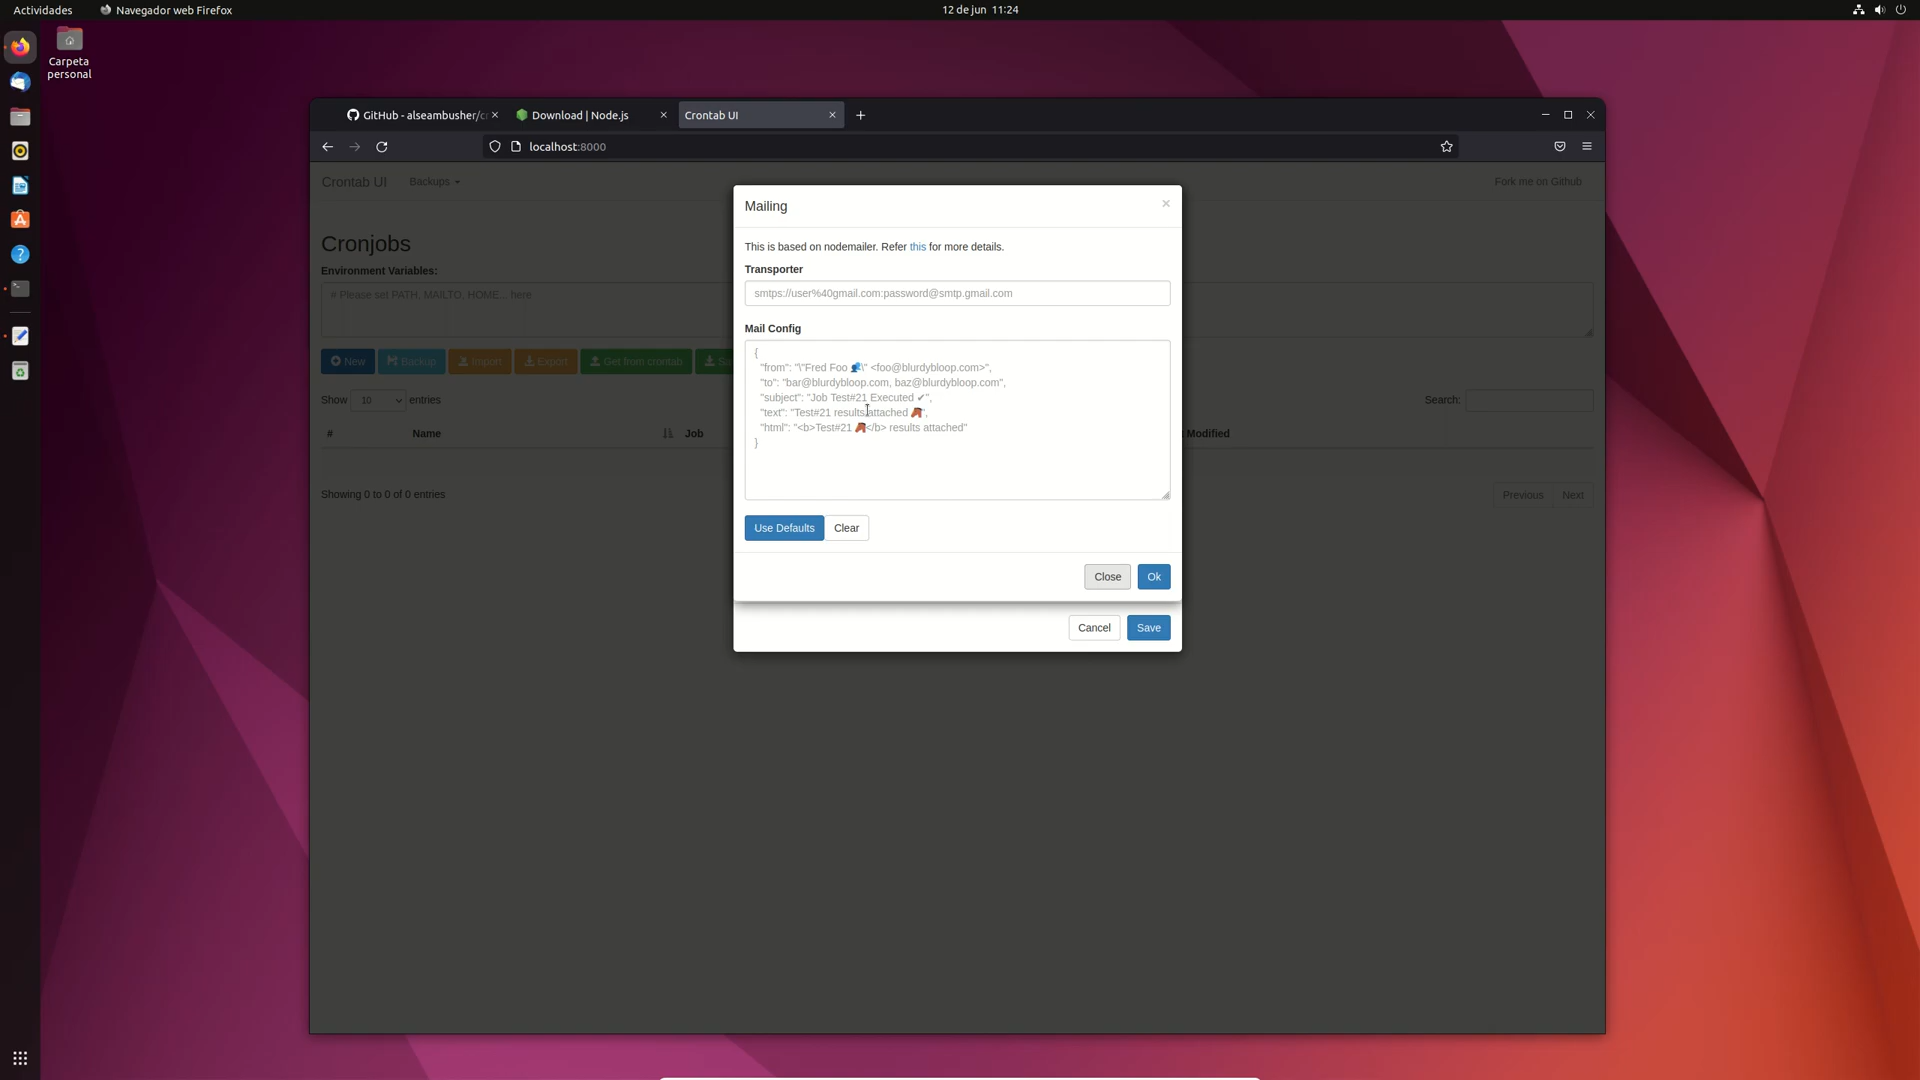 Actividades
Navegador web Firefox
12 de jun 11:24
Carpeta
personal
GitHub - alseambusher/cr
Download | Node.js
Crontab UI
localhost:8000
Crontab UI
Backups
Fork me on Github
Mailing
×
This is based on nodemailer. Refer this for more details.
Transporter
smtps://user%40gmail.com:password@smtp.gmail.com
Mail Config
{
"from": "\"Fred Foo 👥\" <foo@blurdybloop.com>",
"to": "bar@blurdybloop.com, baz@blurdybloop.com",
"subject": "Job Test#21 Executed ✔",
"text": "Test#21 results attached 🐴",
"html": "<b>Test#21 🐴</b> results attached"
}
Use Defaults
Clear
Close
Ok
Cancel
Save
Cronjobs
Environment Variables:
# Please set PATH, MAILTO, HOME... here
New
Backup
Import
Export
Get from crontab
Show 10 entries
Search:
#
Name
Job
Modified
Showing 0 to 0 of 0 entries
Previous
Next